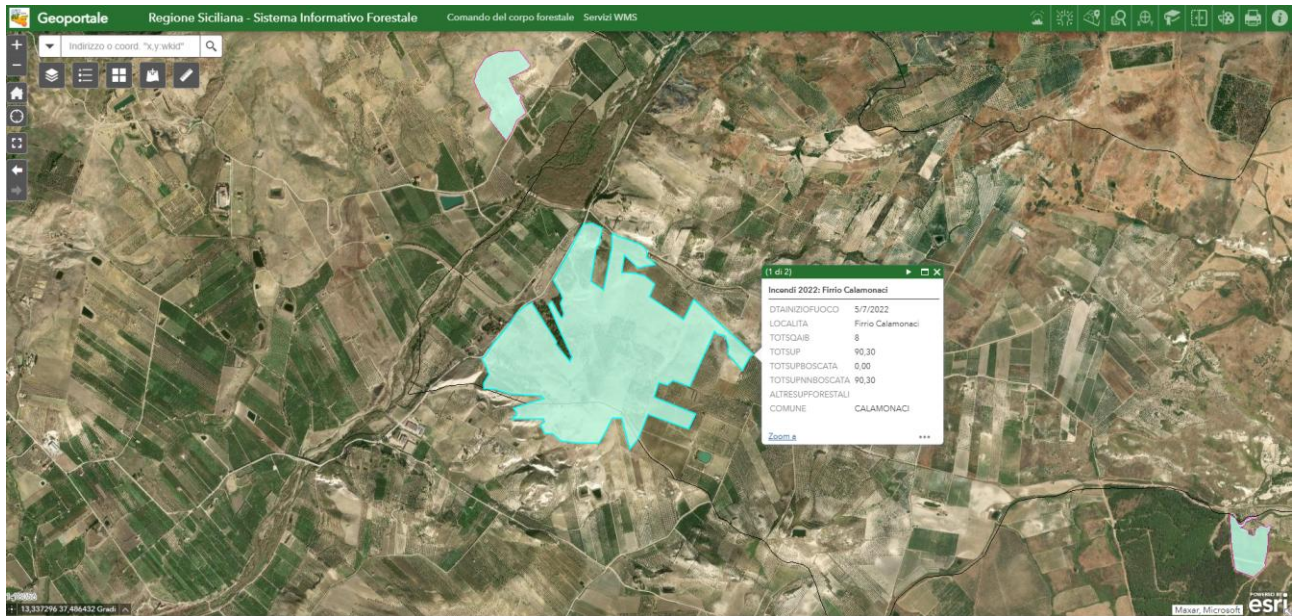 Geoportale Regione Siciliana - Sistema Informativo Forestale Comando del corpo forestale Servizi WMS
Indirizzo o coord. "x,y:wkid"
(1 di 2)
Incendi 2022: Firrio Calamonaci
DTAINIZIOFUOCO 5/7/2022
LOCALITA Firrio Calamonaci
TOTSQAIB 8
TOTSUP 90,30
TOTSUPBOSCATA 0,00
TOTSUPNNBOSCATA 90,30
ALTRESUPFORESTALI
COMUNE CALAMONACI
Zoom a
13,337296 37,486432 Gradi
Maxar, Microsoft
POWERED BY
esri